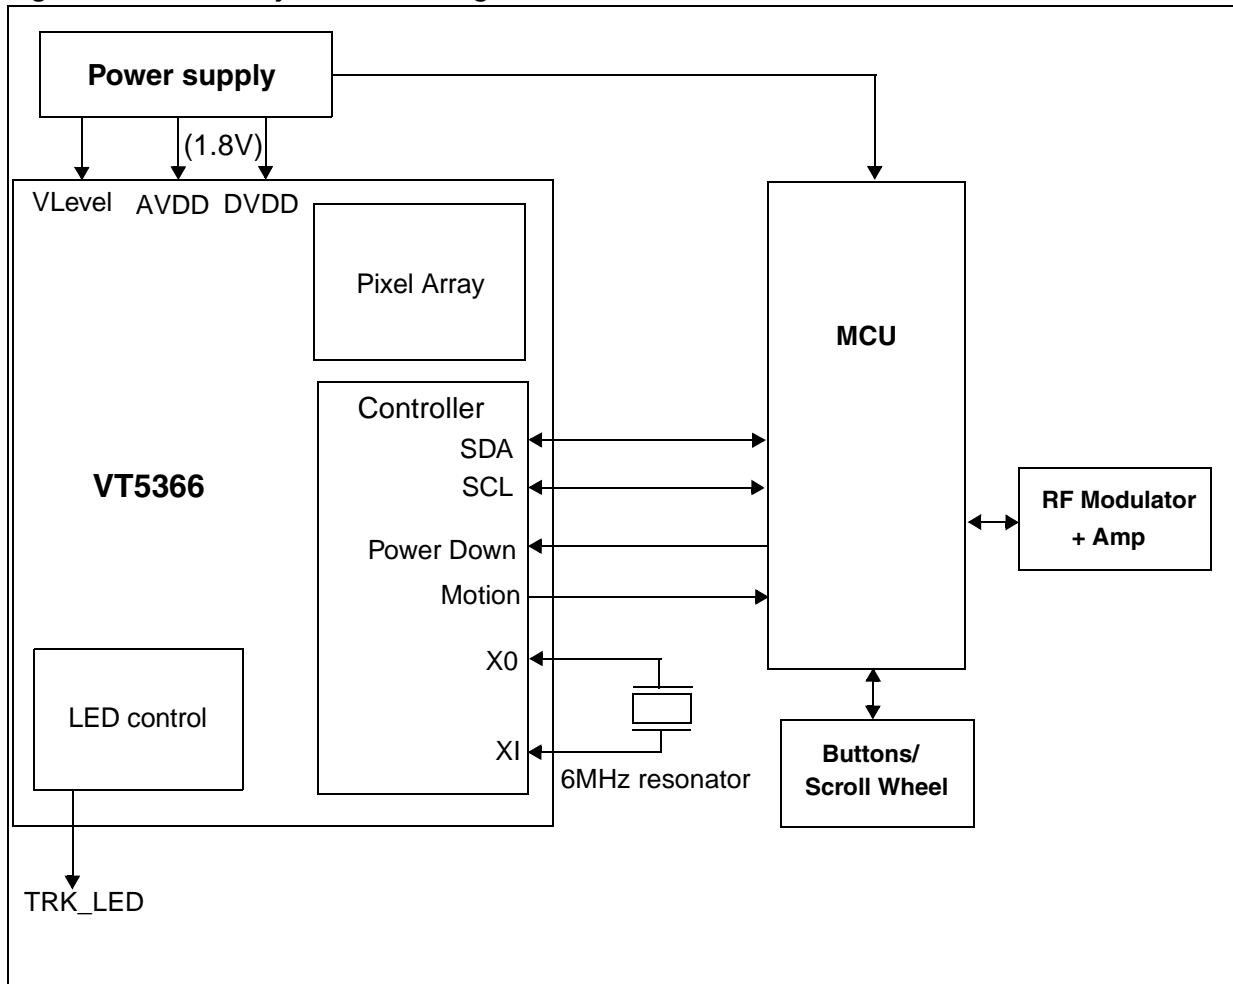 Power supply
(1.8V)
VLevel AVDD DVDD
Pixel Array
MCU
Controller
SDA
SCL
VT5366
Power Down
Motion
X0
XI
6MHz resonator
RF Modulator
+ Amp
LED control
Buttons/
Scroll Wheel
TRK_LED